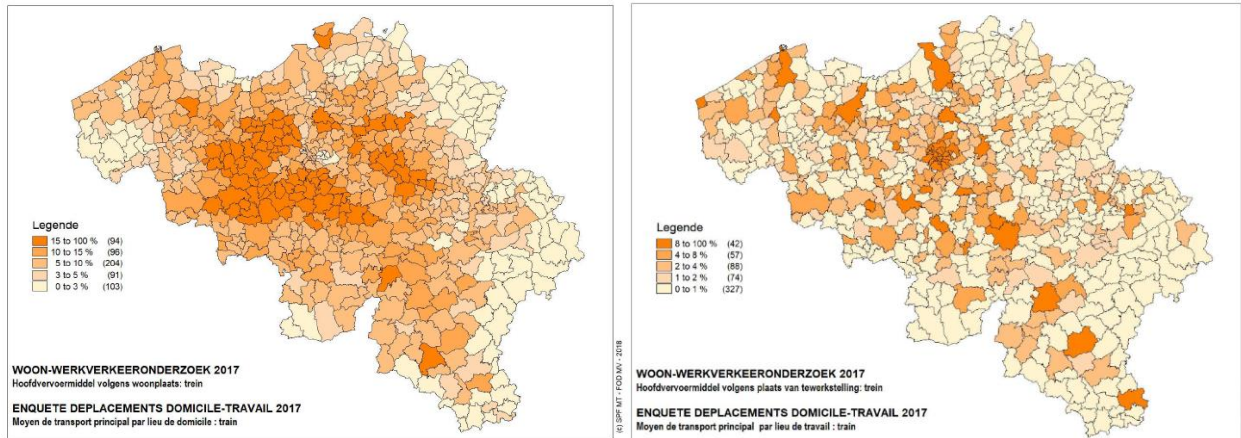 Legende
15 to 100 % (94)
10 to 15 % (96)
5 to 10 % (204)
3 to 5 % (91)
0 to 3 % (103)
WOON-WERKVERKEERONDERZOEK 2017
Hoofdvervoermiddel volgens woonplaats: trein
ENQUETE DEPLACEMENTS DOMICILE-TRAVAIL 2017
Moyen de transport principal par lieu de domicile : train
(c) SPF MT - FOD MV - 2018
Legende
8 to 100 % (42)
4 to 8 % (57)
2 to 4 % (88)
1 to 2 % (74)
0 to 1 % (327)
WOON-WERKVERKEERONDERZOEK 2017
Hoofdvervoermiddel volgens plaats van tewerkstelling: trein
ENQUETE DEPLACEMENTS DOMICILE-TRAVAIL 2017
Moyen de transport principal par lieu de travail : train